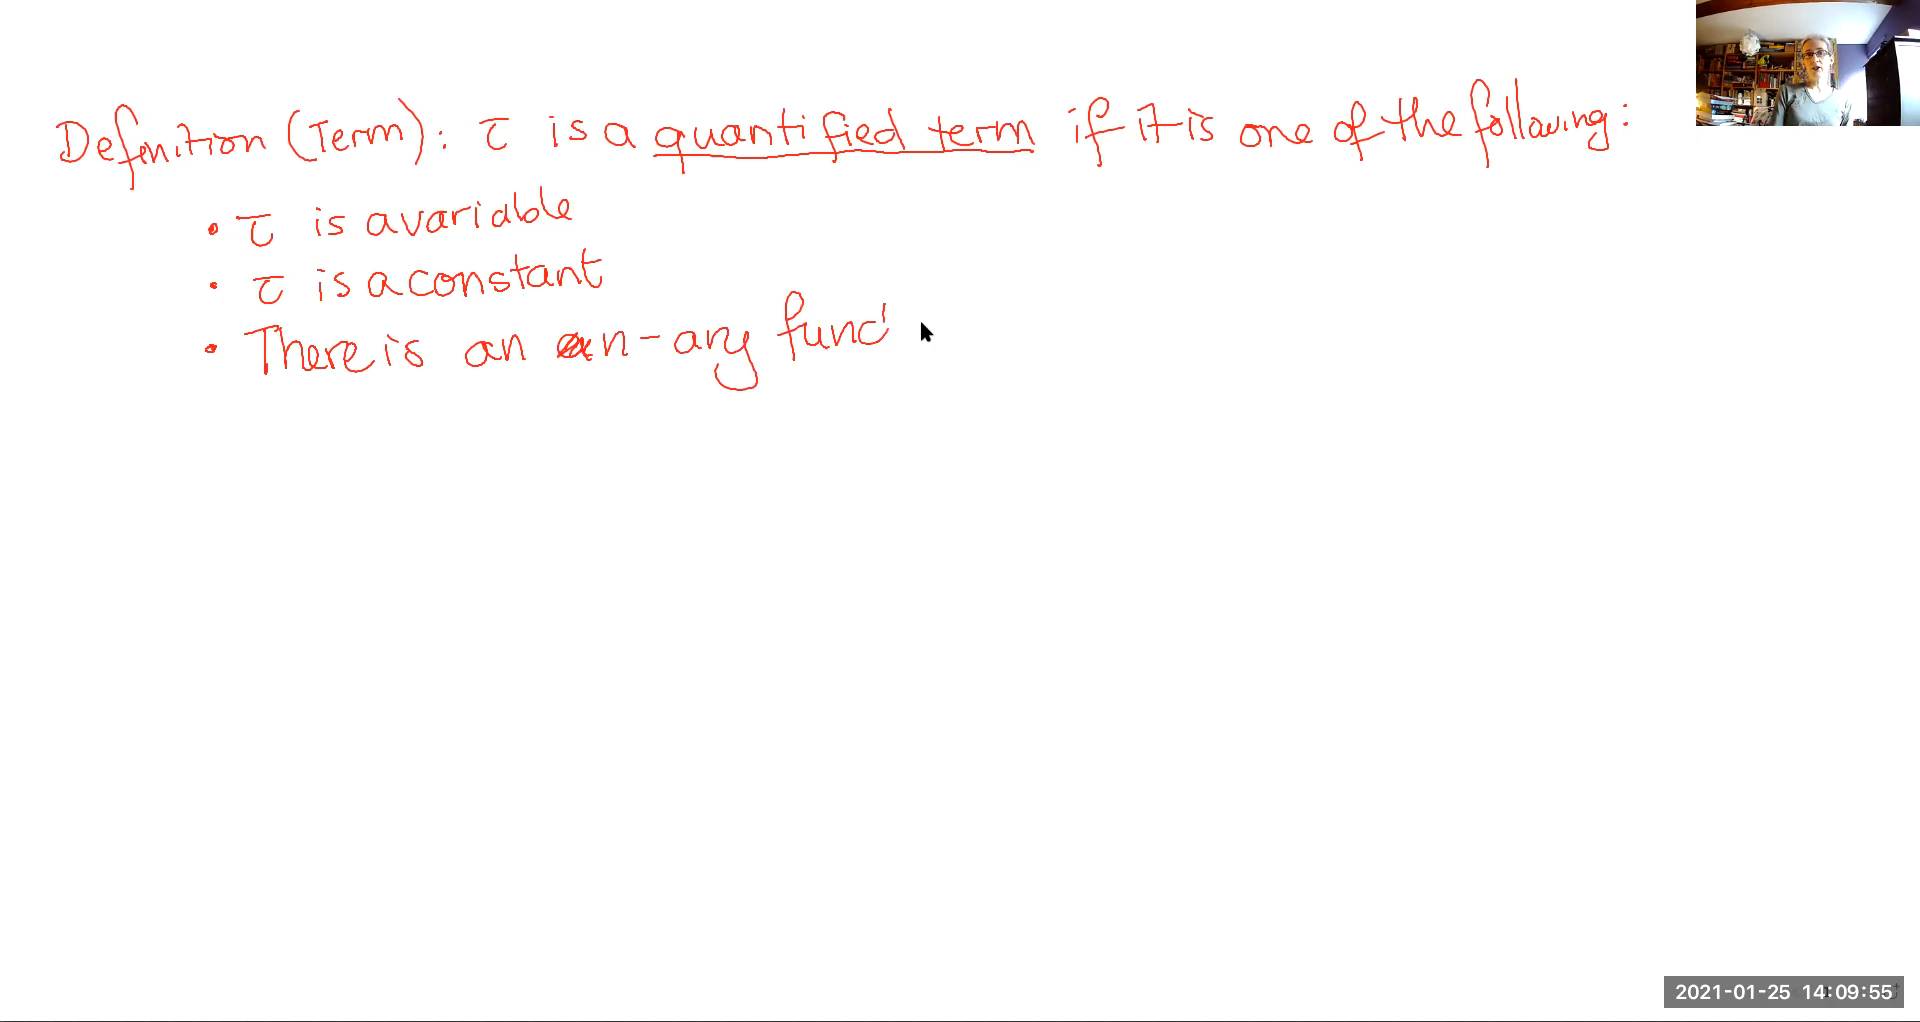 Definition (Term): τ is a quantified term if it is one of the following:
• τ is a variable
• τ is a constant
• There is an n-ary func
2021-01-25 14:09:55